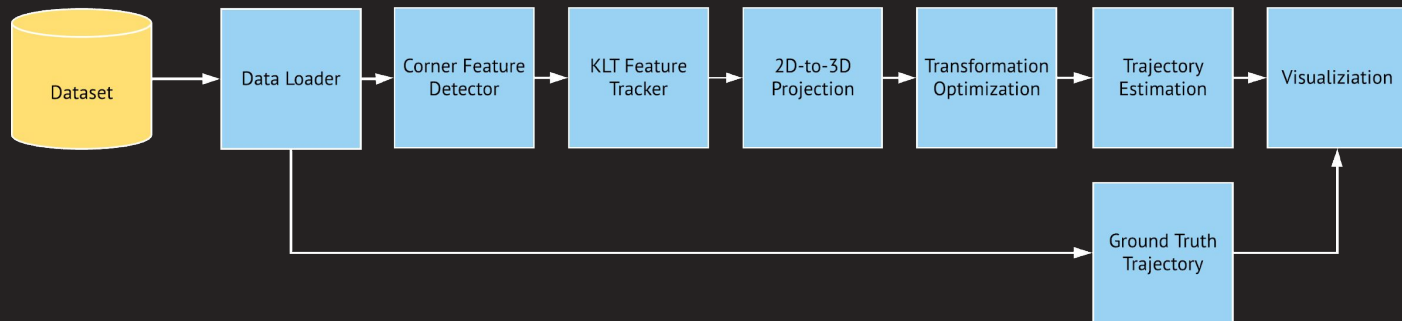 Dataset
Data Loader
Corner Feature
Detector
KLT Feature
Tracker
2D-to-3D
Projection
Transformation
Optimization
Trajectory
Estimation
Visualiziation
Ground Truth
Trajectory